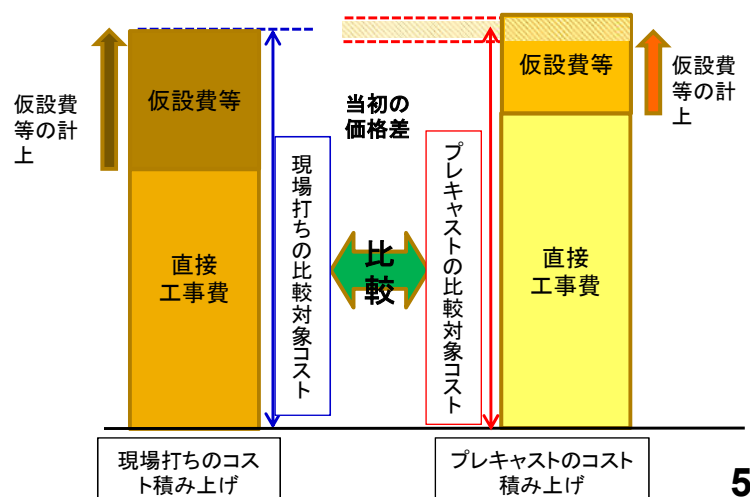 仮設費
等の計
上
仮設費等
直接
工事費
現場打ちの比較対象コスト
当初の
価格差
比
較
プレキャストの比較対象コスト
仮設費等
直接
工事費
仮設費
等の計
上
現場打ちのコス
ト積み上げ
プレキャストのコスト
積み上げ
5